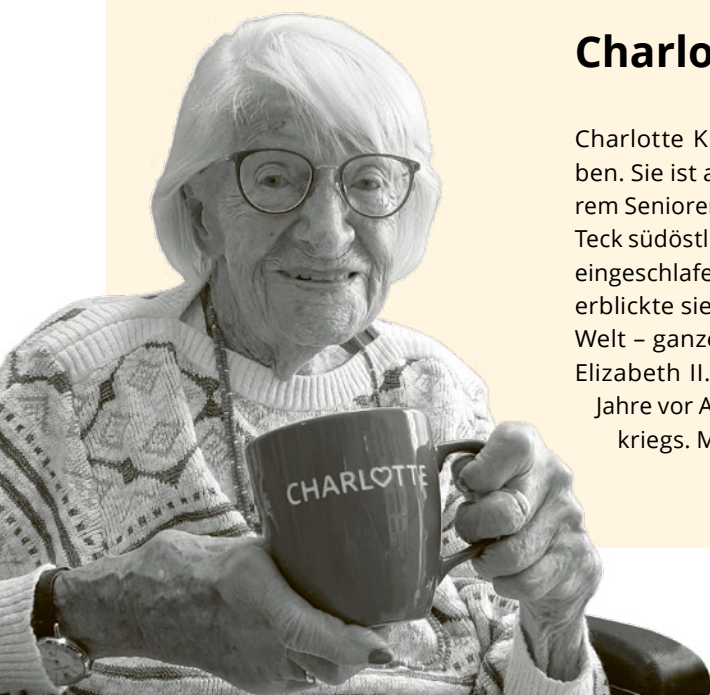 Charlo
Charlotte K
ben. Sie ist a
rem Seniore
Teck südöstl
eingeschlafe
erblickte sie
Welt – ganz
Elizabeth II.
Jahre vor A
kriegs. M
CHARLOTTE